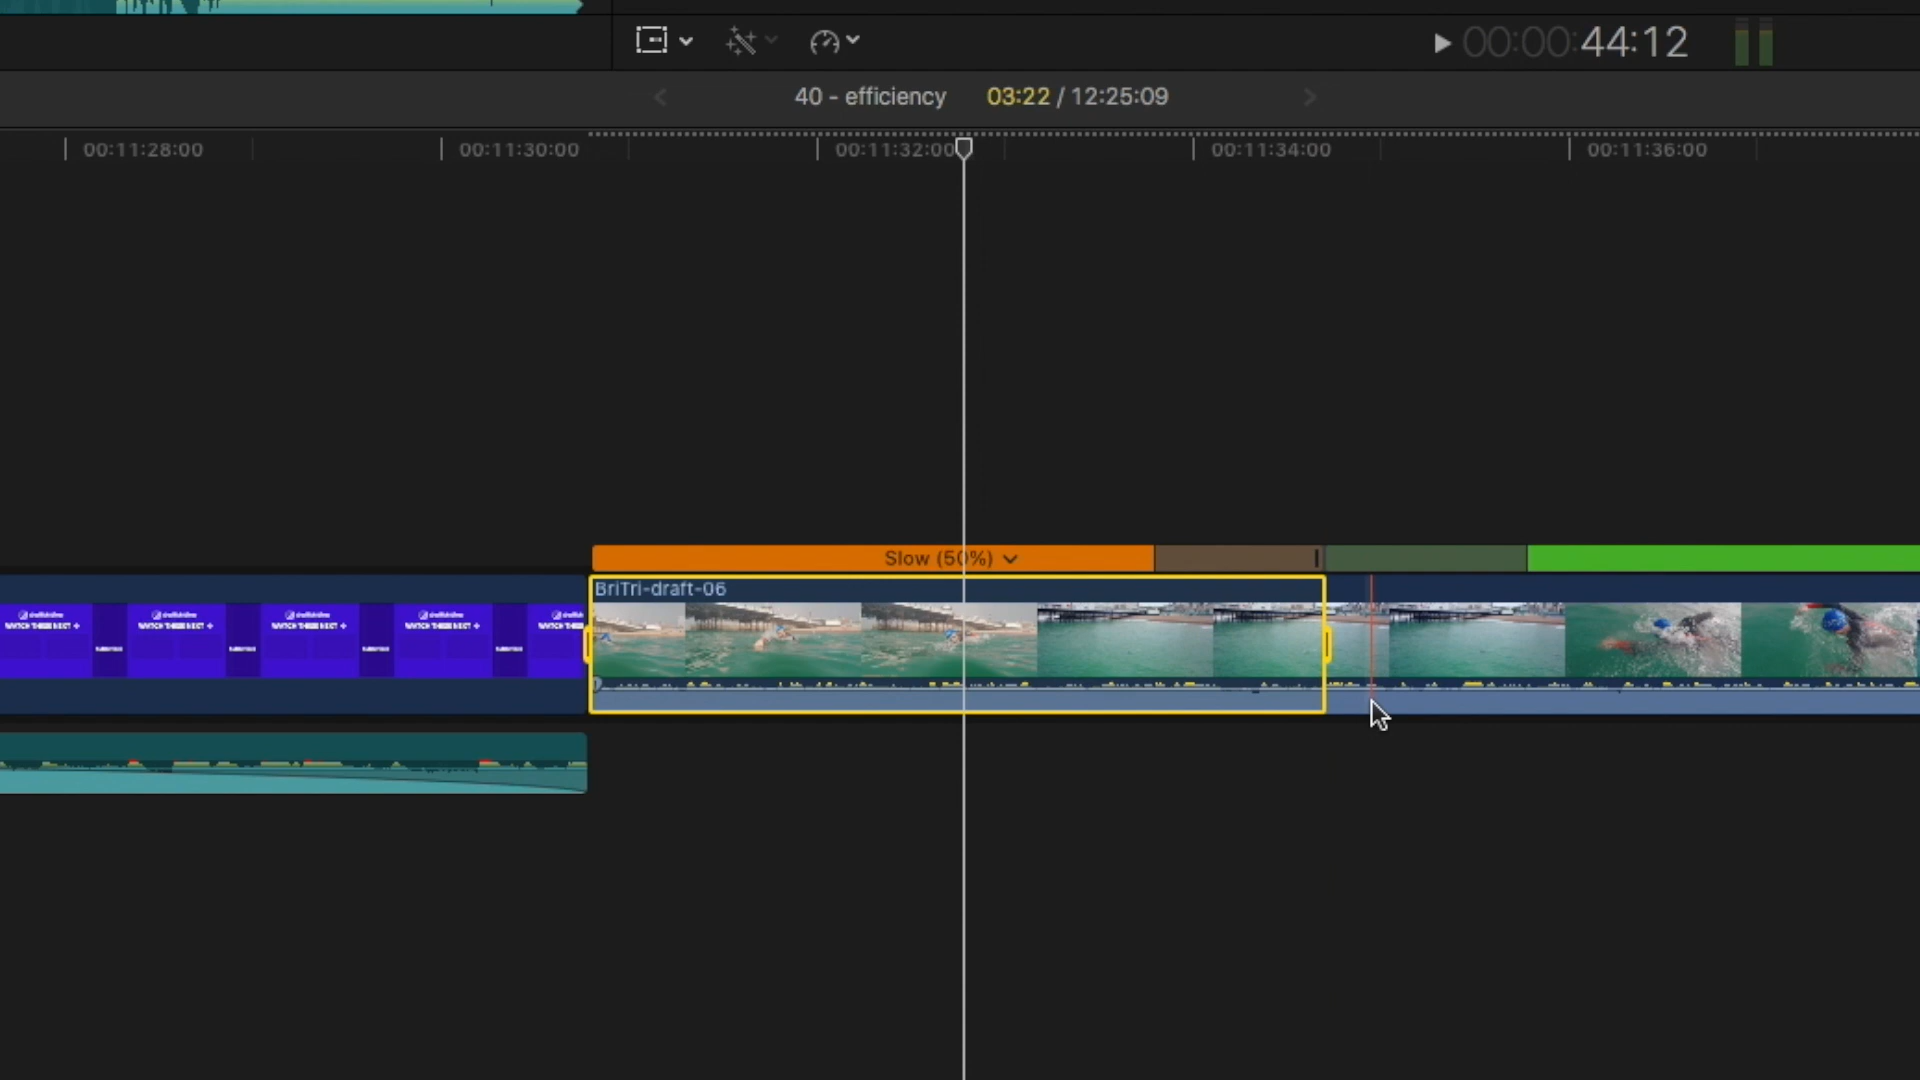 00:00:44:12
40 - efficiency 03:22 / 12:25:09
00:11:28:00 00:11:30:00 00:11:32:00 00:11:34:00 00:11:36:00
Slow (50%)
BriTri-draft-06
WATCH THESE NEXT WATCH THESE NEXT WATCH THESE NEXT WATCH THESE NEXT